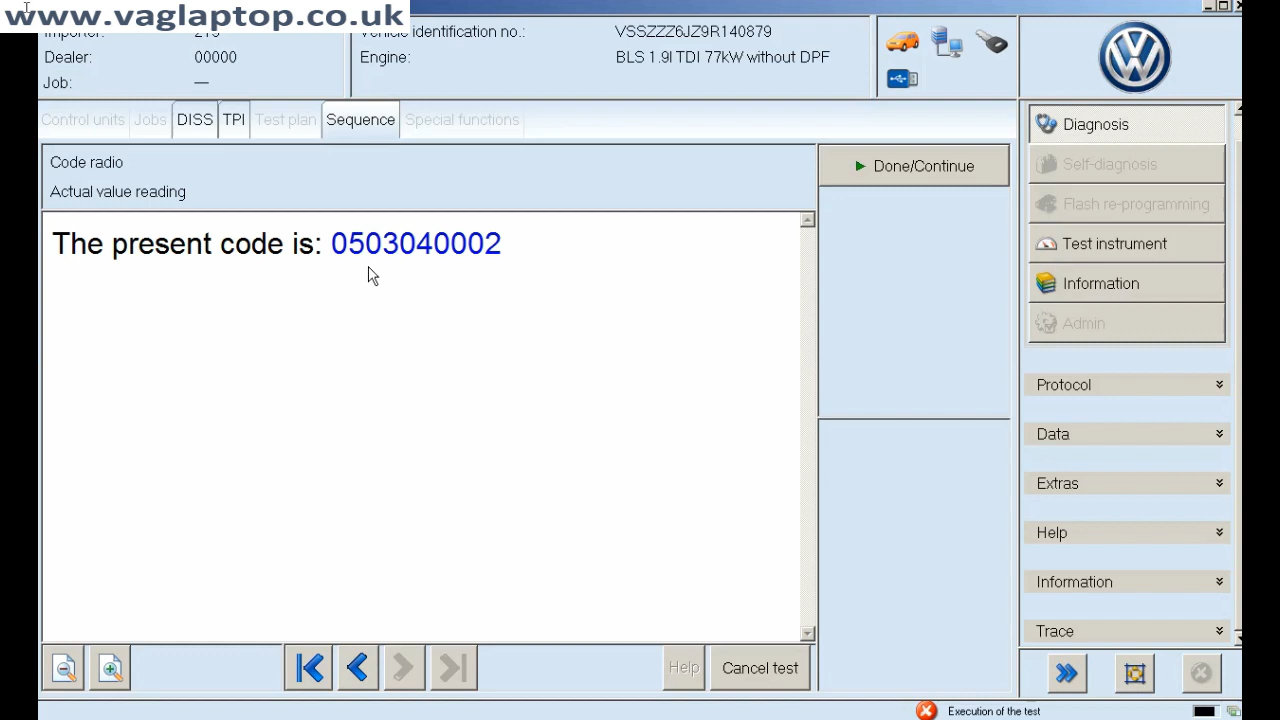 www.vaglaptop.co.uk
Vehicle identification no.: VSSZZZ6JZ9R140879
Dealer: 00000
Engine: BLS 1.9l TDI 77kW without DPF
Job: —
Control units Jobs DISS TPI Test plan Sequence Special functions
Code radio
Actual value reading
Done/Continue
The present code is: 0503040002
Diagnosis
Self-diagnosis
Flash re-programming
Test instrument
Information
Admin
Protocol
Data
Extras
Help
Information
Trace
Help
Cancel test
Execution of the test